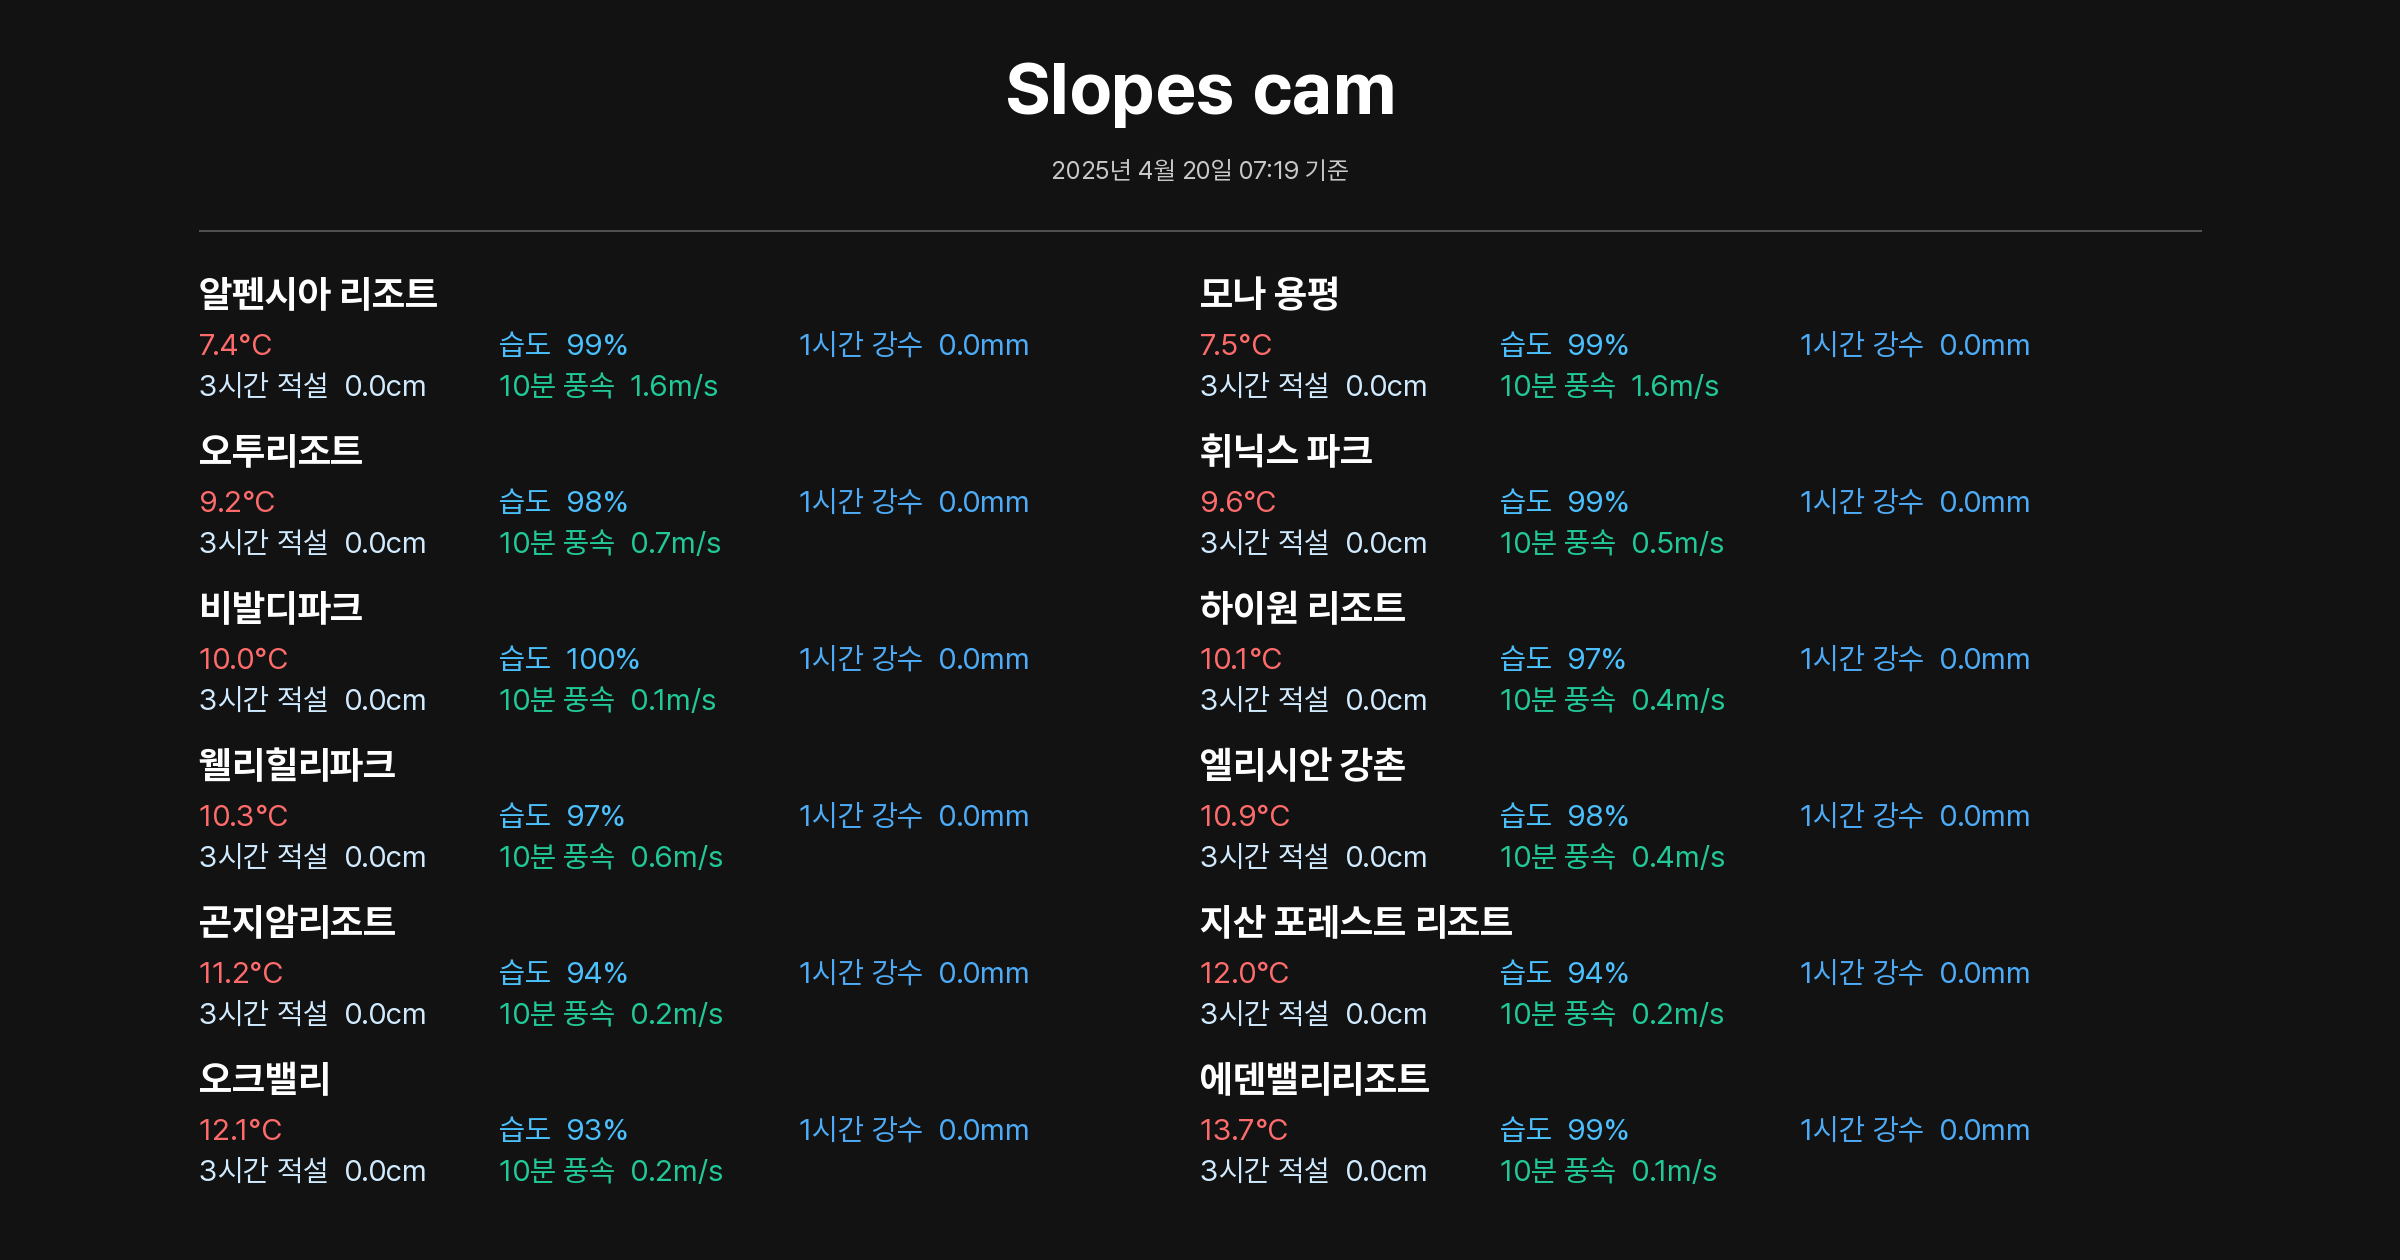 Slopes cam
2025년 4월 20일 07:19 기준
알펜시아 리조트
7.4°C 습도 99% 1시간 강수 0.0mm
3시간 적설 0.0cm 10분 풍속 1.6m/s
모나 용평
7.5°C 습도 99% 1시간 강수 0.0mm
3시간 적설 0.0cm 10분 풍속 1.6m/s
오투리조트
9.2°C 습도 98% 1시간 강수 0.0mm
3시간 적설 0.0cm 10분 풍속 0.7m/s
휘닉스 파크
9.6°C 습도 99% 1시간 강수 0.0mm
3시간 적설 0.0cm 10분 풍속 0.5m/s
비발디파크
10.0°C 습도 100% 1시간 강수 0.0mm
3시간 적설 0.0cm 10분 풍속 0.1m/s
하이원 리조트
10.1°C 습도 97% 1시간 강수 0.0mm
3시간 적설 0.0cm 10분 풍속 0.4m/s
웰리힐리파크
10.3°C 습도 97% 1시간 강수 0.0mm
3시간 적설 0.0cm 10분 풍속 0.6m/s
엘리시안 강촌
10.9°C 습도 98% 1시간 강수 0.0mm
3시간 적설 0.0cm 10분 풍속 0.4m/s
곤지암리조트
11.2°C 습도 94% 1시간 강수 0.0mm
3시간 적설 0.0cm 10분 풍속 0.2m/s
지산 포레스트 리조트
12.0°C 습도 94% 1시간 강수 0.0mm
3시간 적설 0.0cm 10분 풍속 0.2m/s
오크밸리
12.1°C 습도 93% 1시간 강수 0.0mm
3시간 적설 0.0cm 10분 풍속 0.2m/s
에덴밸리리조트
13.7°C 습도 99% 1시간 강수 0.0mm
3시간 적설 0.0cm 10분 풍속 0.1m/s